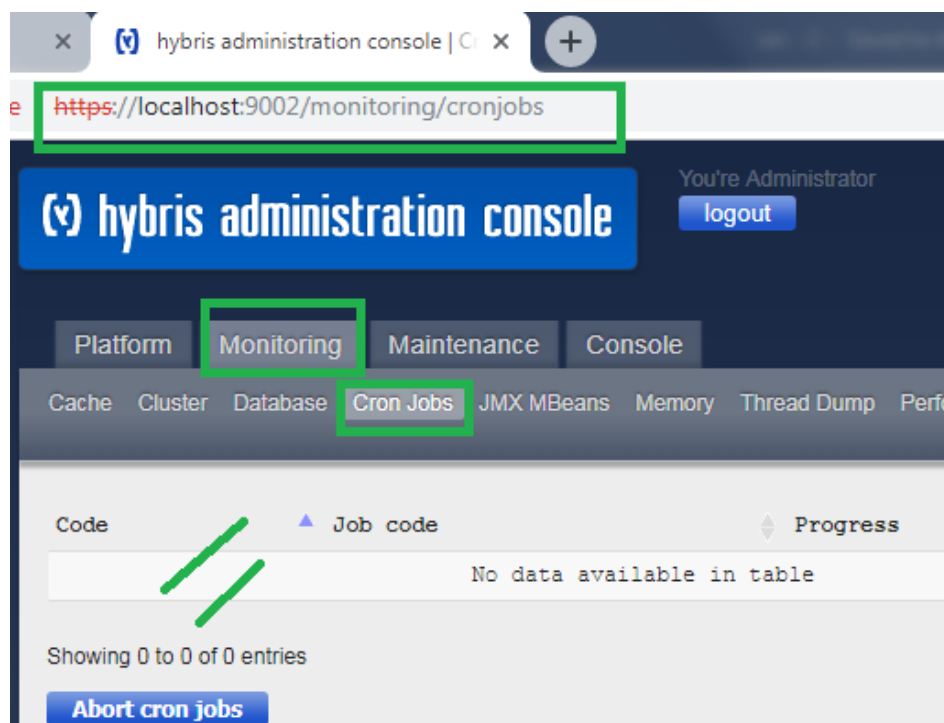 hybris administration console | C
e https://localhost:9002/monitoring/cronjobs
You're Administrator
(y) hybris administration console
logout
Platform Monitoring Maintenance Console
Cache Cluster Database Cron Jobs JMX MBeans Memory Thread Dump Perfo
Code Job code Progress
No data available in table
Showing 0 to 0 of 0 entries
Abort cron jobs